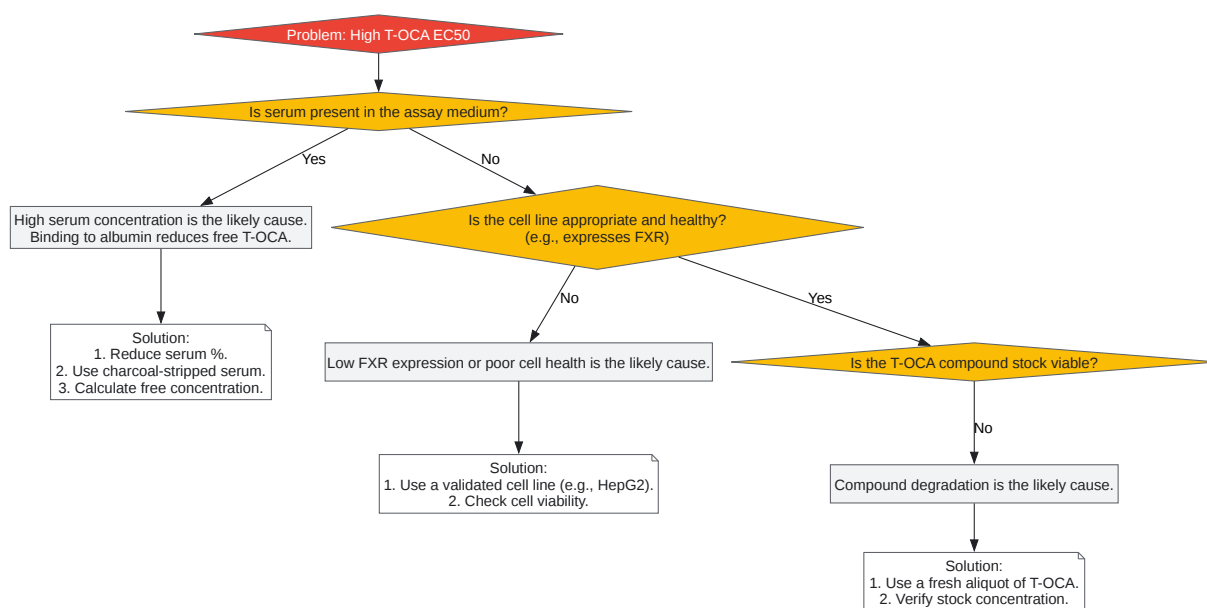 Problem: High T-OCA EC50
Is serum present in the assay medium?
Yes
No
High serum concentration is the likely cause.
Binding to albumin reduces free T-OCA.
Is the cell line appropriate and healthy?
(e.g., expresses FXR)
No
Yes
Solution:
1. Reduce serum %.
2. Use charcoal-stripped serum.
3. Calculate free concentration.
Low FXR expression or poor cell health is the likely cause.
Is the T-OCA compound stock viable?
No
Solution:
1. Use a validated cell line (e.g., HepG2).
2. Check cell viability.
Compound degradation is the likely cause.
Solution:
1. Use a fresh aliquot of T-OCA.
2. Verify stock concentration.